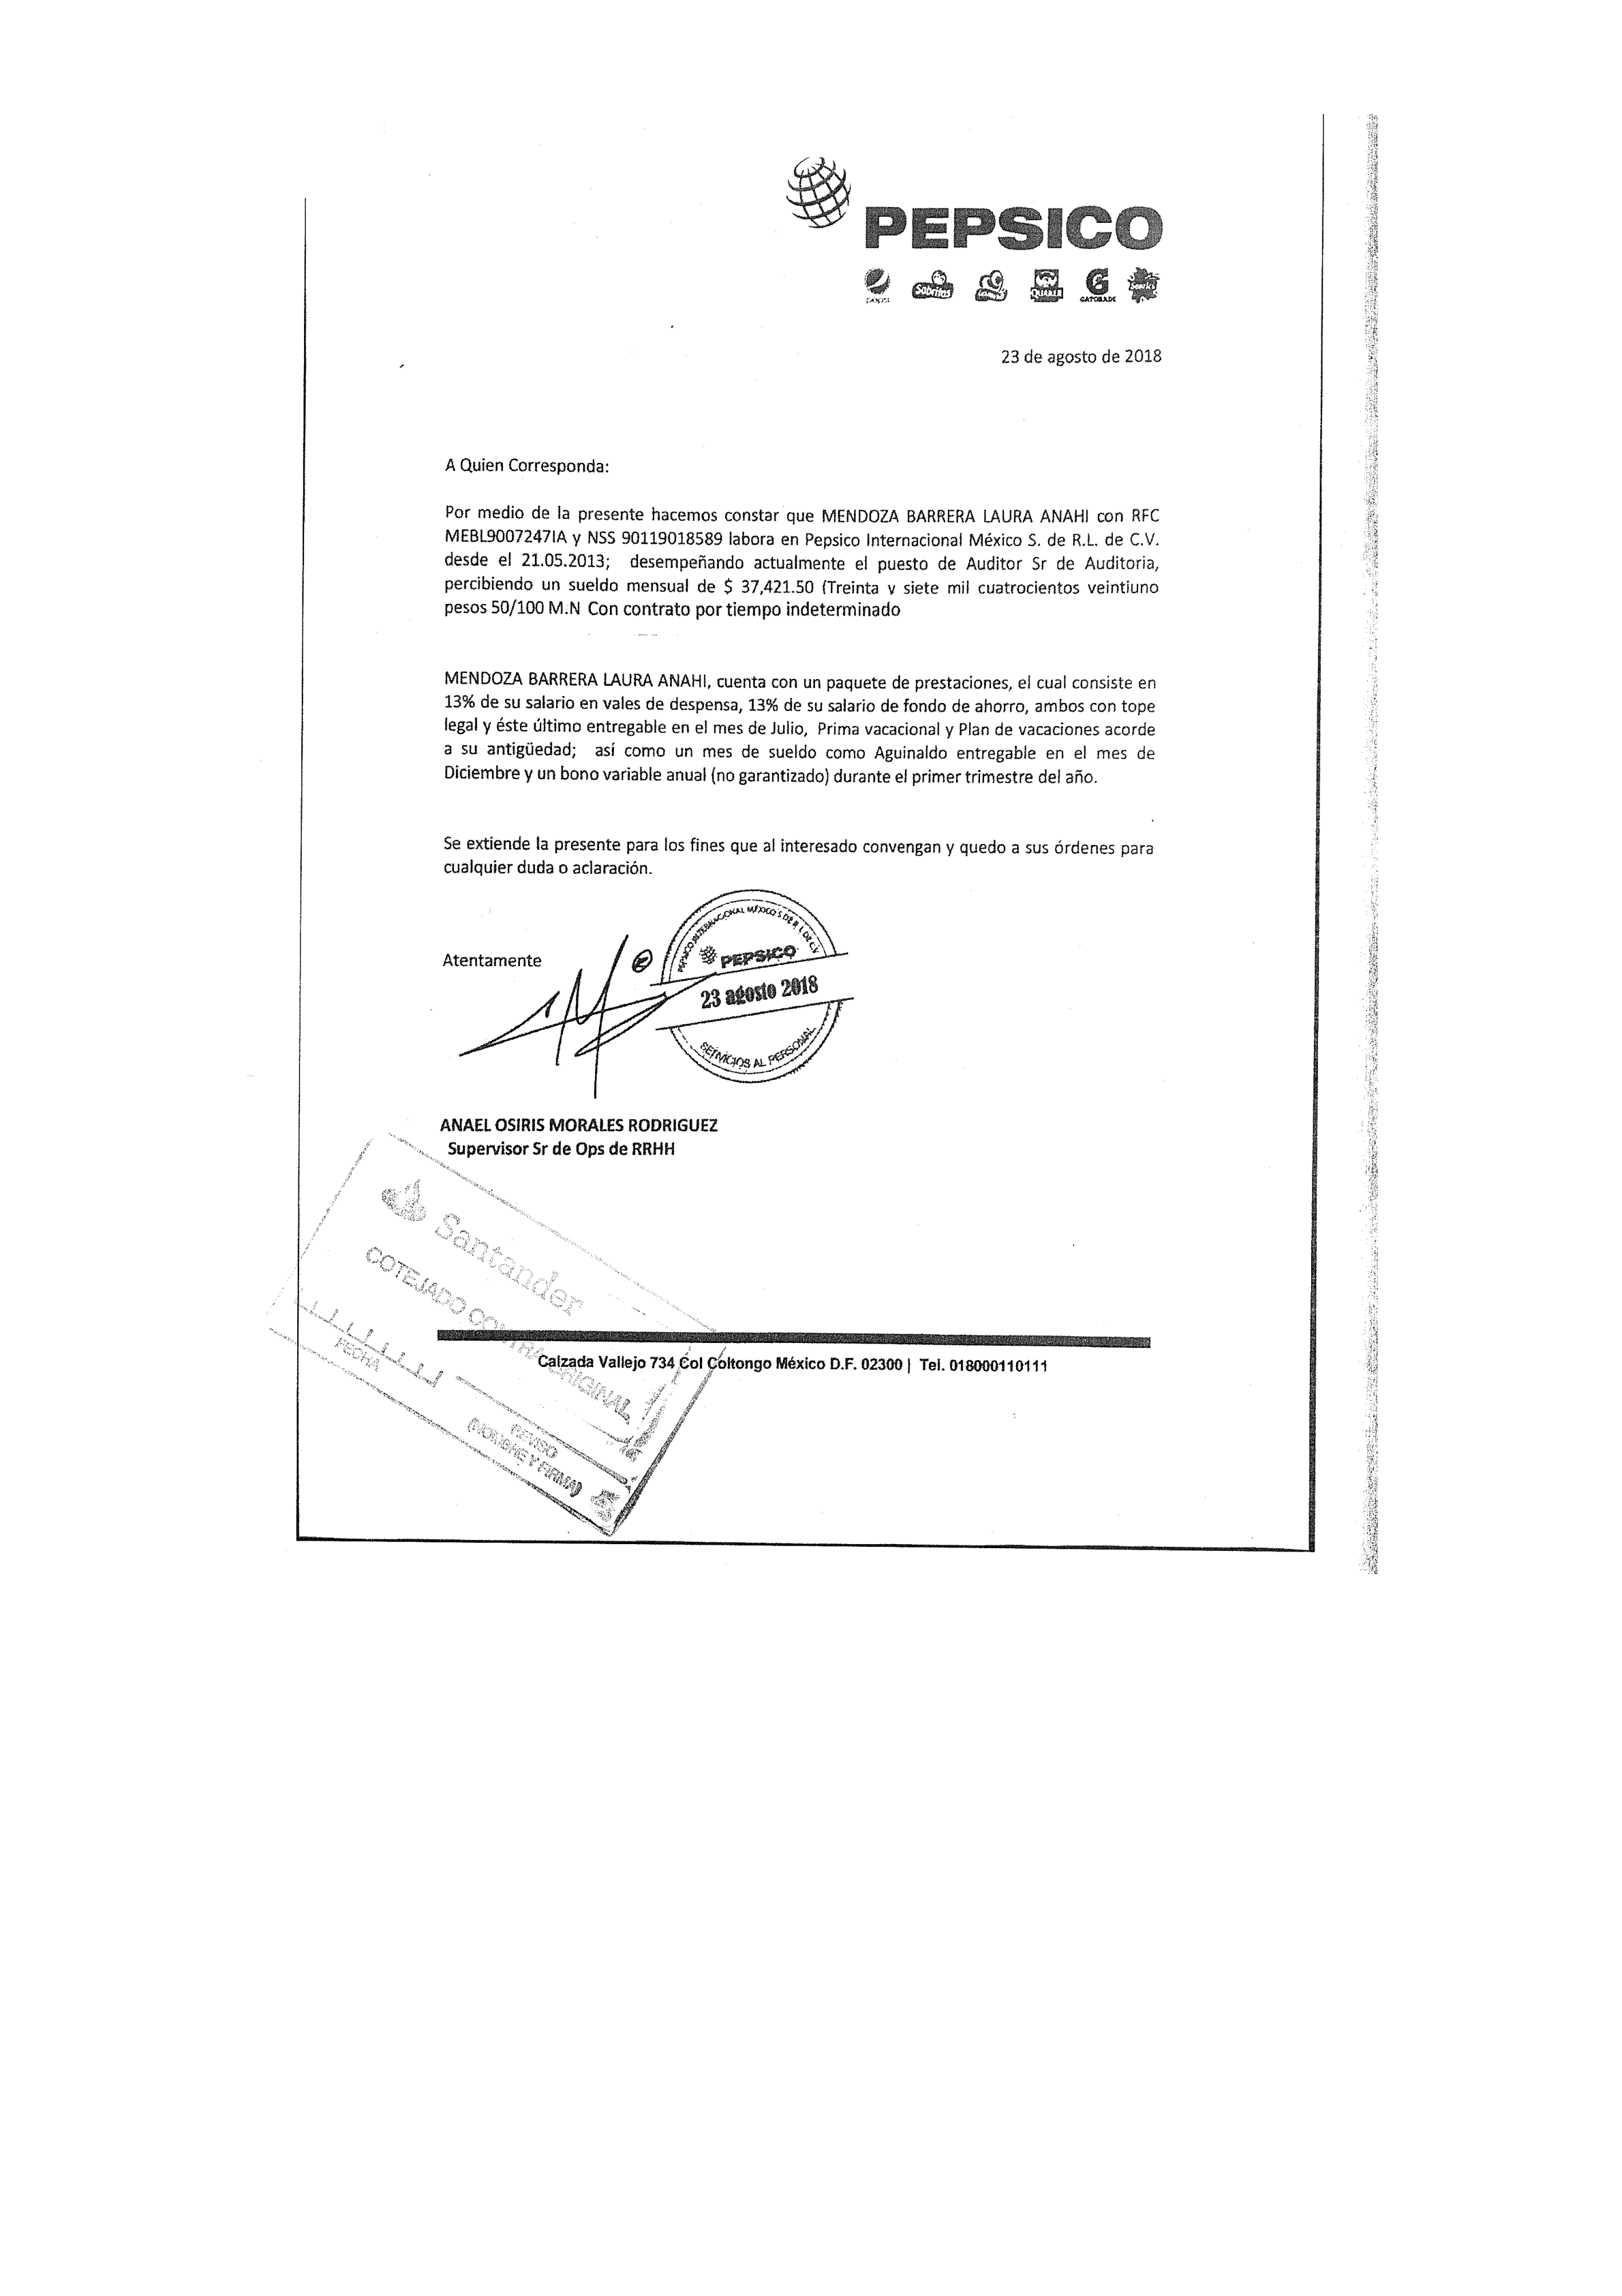 PEPSICO
Sabritas
QUAKER
GATORADE
23 de agosto de 2018
A Quien Corresponda:
Por medio de la presente hacemos constar que MENDOZA BARRERA LAURA ANAHI con RFC
MEBL9007247IA y NSS 90119018589 labora en Pepsico Internacional México S. de R.L. de C.V.
desde el 21.05.2013; desempeñando actualmente el puesto de Auditor Sr de Auditoria,
percibiendo un sueldo mensual de $ 37,421.50 (Treinta y siete mil cuatrocientos veintiuno
pesos 50/100 M.N Con contrato por tiempo indeterminado
MENDOZA BARRERA LAURA ANAHI, cuenta con un paquete de prestaciones, el cual consiste en
13% de su salario en vales de despensa, 13% de su salario de fondo de ahorro, ambos con tope
legal y éste último entregable en el mes de Julio, Prima vacacional y Plan de vacaciones acorde
a su antigüedad; así como un mes de sueldo como Aguinaldo entregable en el mes de
Diciembre y un bono variable anual (no garantizado) durante el primer trimestre del año.
Se extiende la presente para los fines que al interesado convengan y quedo a sus órdenes para
cualquier duda o aclaración.
Atentamente
PEPSICO INTERNACIONAL MÉXICO S DE R L DE CV
PEPSICO
23 agosto 2018
SERVICIOS AL PERSONAL
ANAEL OSIRIS MORALES RODRIGUEZ
Supervisor Sr de Ops de RRHH
Santander
COTEJADO CONTRA ORIGINAL
FECHA
REVISO
(NOMBRE Y FIRMA)
Calzada Vallejo 734 Col Coltongo México D.F. 02300 | Tel. 018000110111